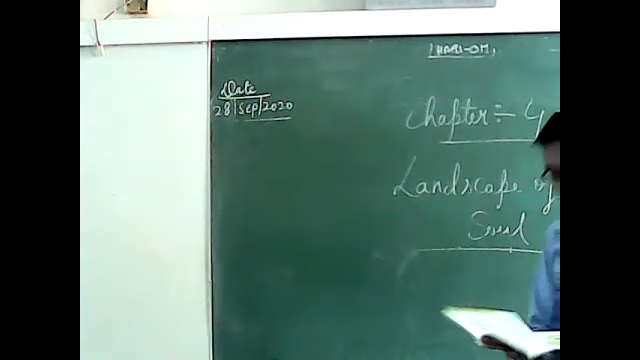 HARI-OM,
Date
28|Sep|2020
Chapter ÷ 4
Landscape of
Soul